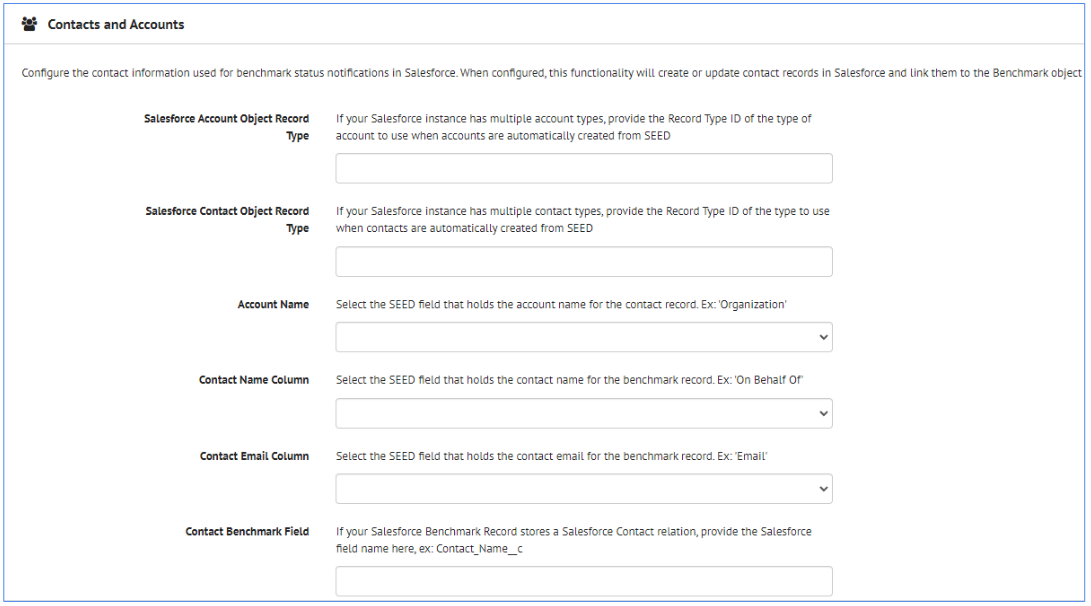 Contacts and Accounts
Configure the contact information used for benchmark status notifications in Salesforce. When configured, this functionality will create or update contact records in Salesforce and link them to the Benchmark object
Salesforce Account Object Record
Type
If your Salesforce instance has multiple account types, provide the Record Type ID of the type of
account to use when accounts are automatically created from SEED
Salesforce Contact Object Record
Type
If your Salesforce instance has multiple contact types, provide the Record Type ID of the type to use
when contacts are automatically created from SEED
Account Name
Select the SEED field that holds the account name for the contact record. Ex: 'Organization'
Contact Name Column
Select the SEED field that holds the contact name for the benchmark record. Ex: 'On Behalf Of'
Contact Email Column
Select the SEED field that holds the contact email for the benchmark record. Ex: 'Email'
Contact Benchmark Field
If your Salesforce Benchmark Record stores a Salesforce Contact relation, provide the Salesforce
field name here, ex: Contact_Name__c